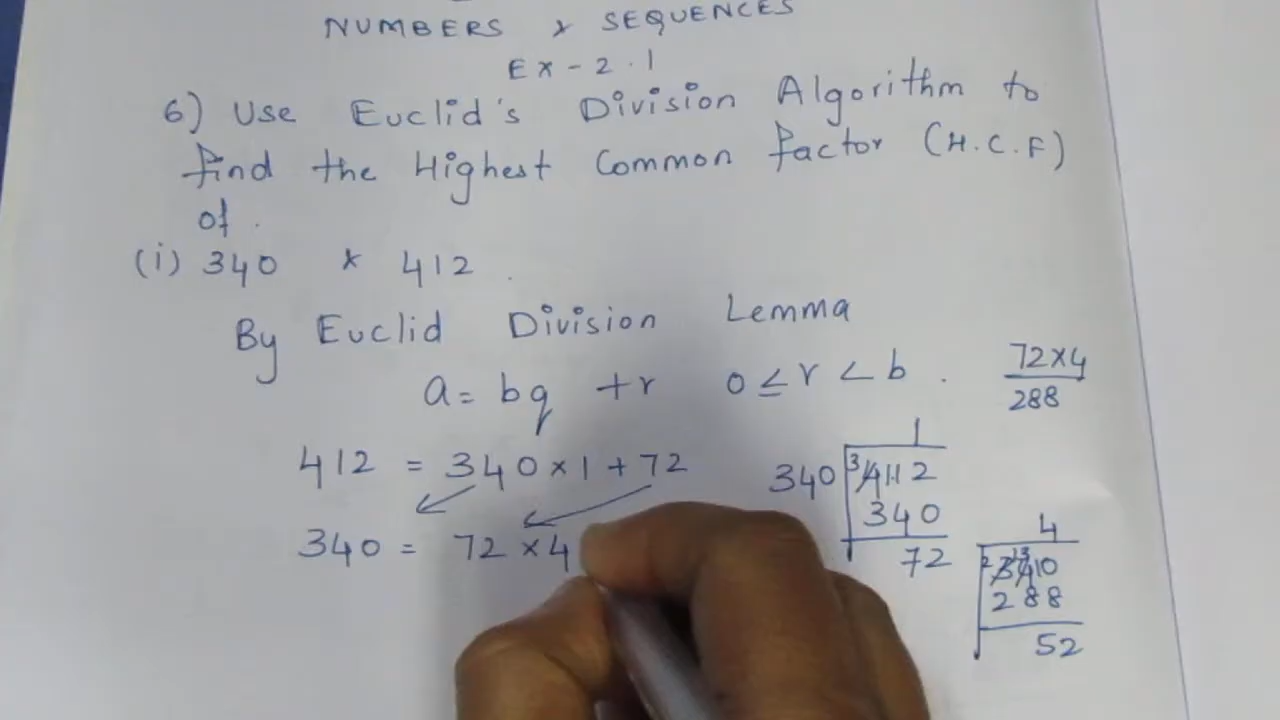 NUMBERS & SEQUENCES
Ex - 2.1
6) Use Euclid's Division Algorithm to
find the Highest Common factor (H.C.F)
of.
(i) 340 & 412.
By Euclid Division Lemma
a = bq + r 0 ≤ r < b.
412 = 340 × 1 + 72
340 = 72 × 4
72×4
288
1
340 412
340
72
4
340
288
52